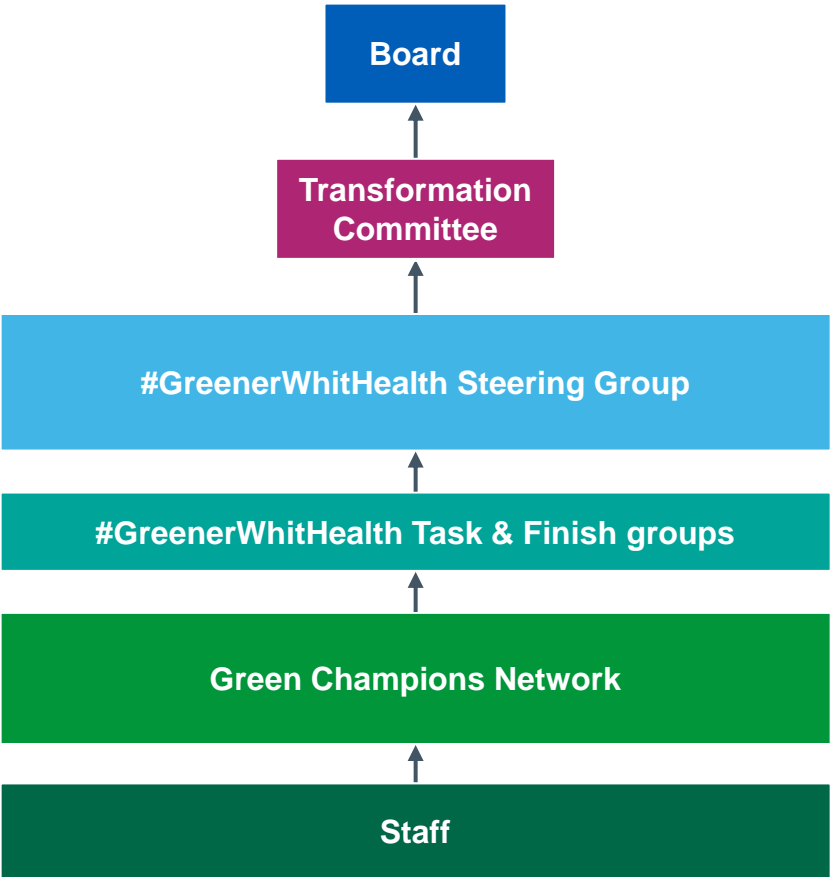 Board
Transformation
Committee
#GreenerWhitHealth Steering Group
#GreenerWhitHealth Task & Finish groups
Green Champions Network
Staff